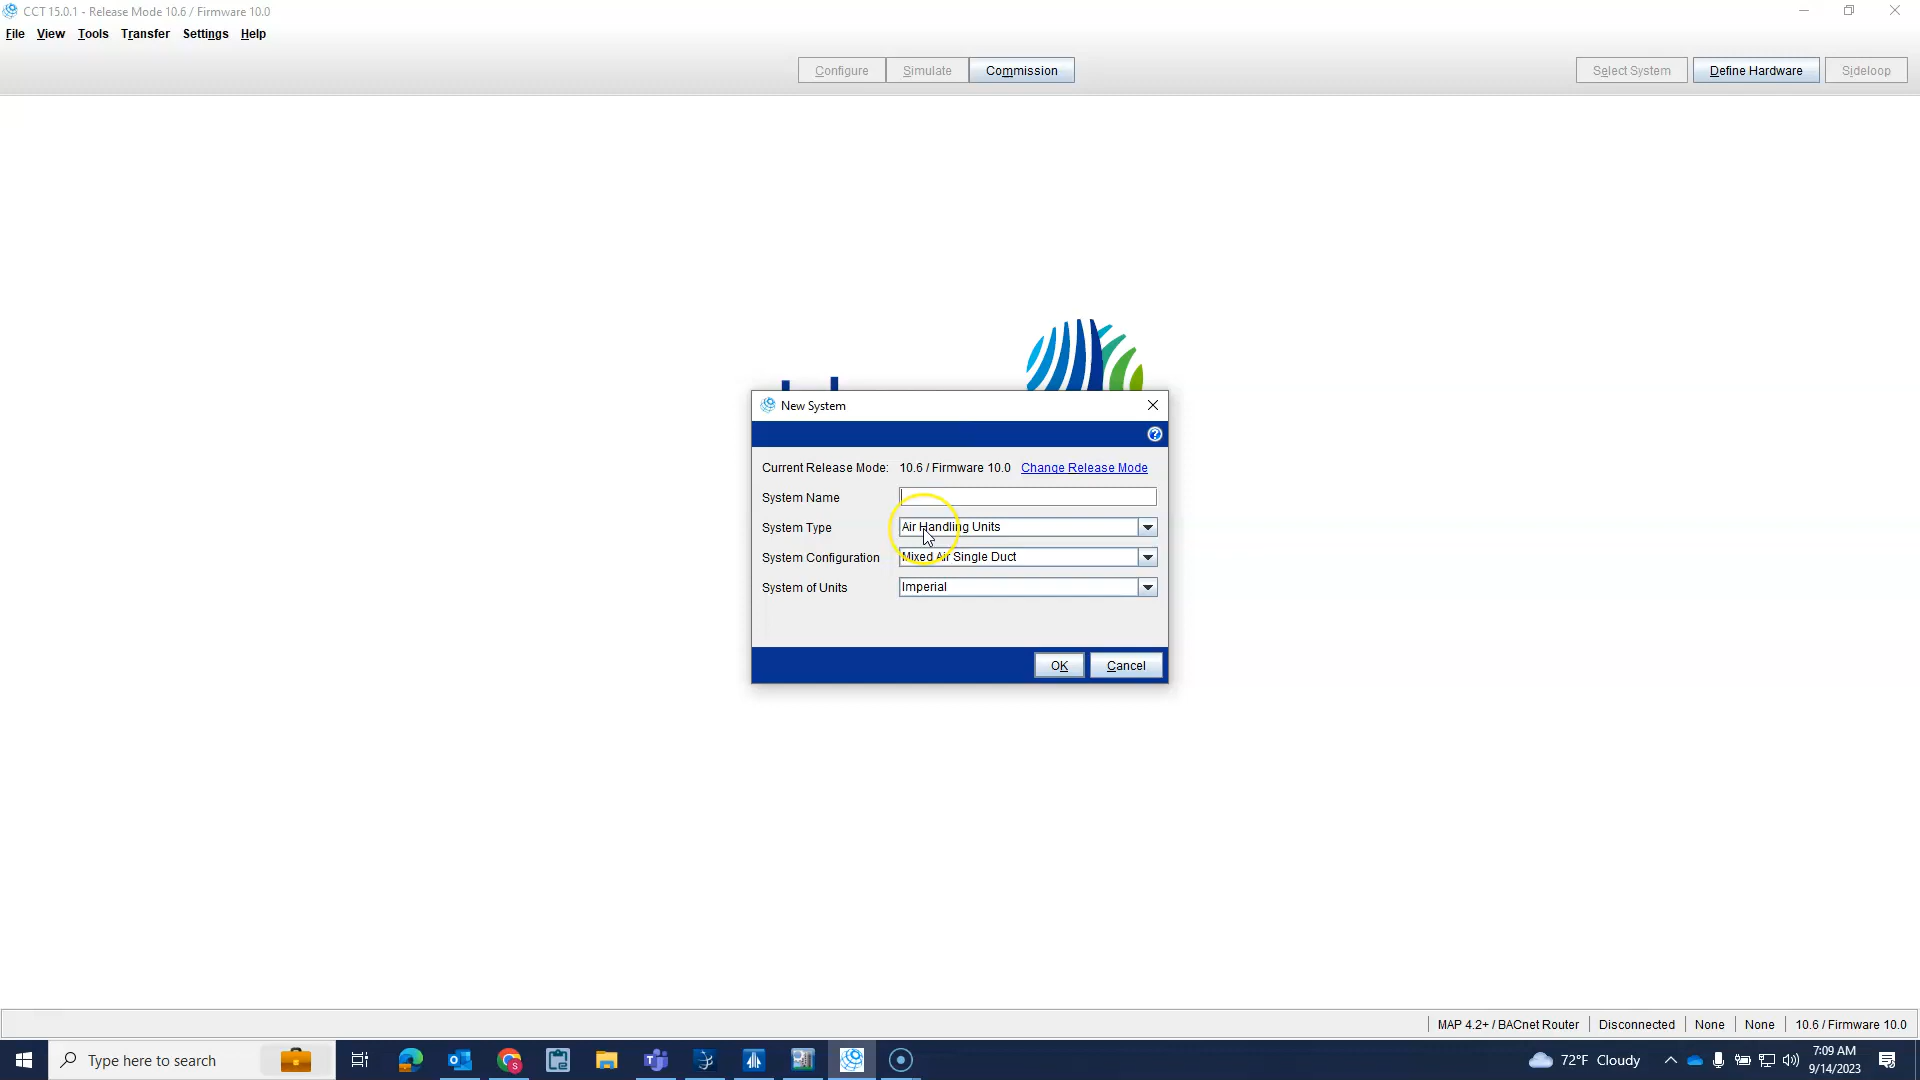 CCT 15.0.1 - Release Mode 10.6 / Firmware 10.0
File View Tools Transfer Settings Help
Configure Simulate Commission Select System Define Hardware Sideloop
New System
Current Release Mode: 10.6 / Firmware 10.0 Change Release Mode
System Name
System Type Air Handling Units
System Configuration Mixed Air Single Duct
System of Units Imperial
OK Cancel
MAP 4.2+ / BACnet Router Disconnected None None 10.6 / Firmware 10.0
Type here to search 72°F Cloudy 7:09 AM
9/14/2023